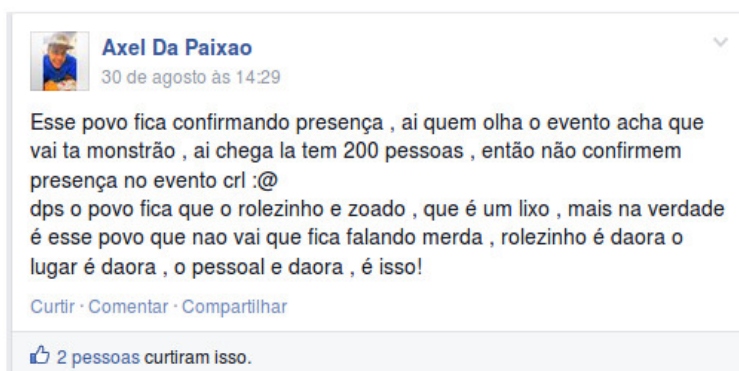 Axel Da Paixao
30 de agosto às 14:29
Esse povo fica confirmando presença , ai quem olha o evento acha que
vai ta monstrão , ai chega la tem 200 pessoas , então não confirmem
presença no evento crl :@
dps o povo fica que o rolezinho e zoado , que é um lixo , mais na verdade
é esse povo que nao vai que fica falando merda , rolezinho é daora o
lugar é daora , o pessoal e daora , é isso!
Curtir · Comentar · Compartilhar
2 pessoas curtiram isso.